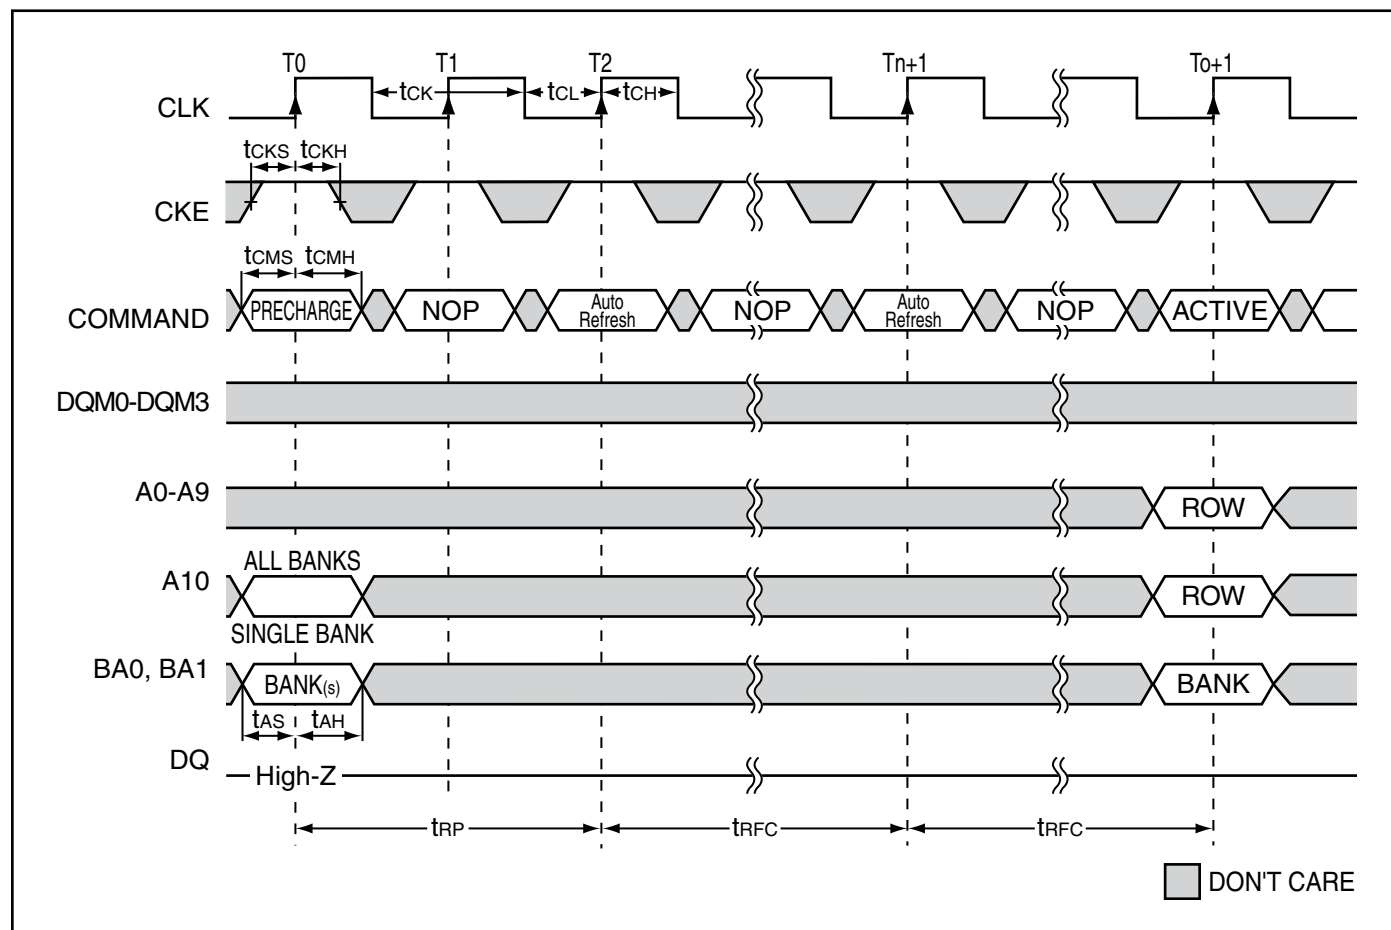 T0 T1 T2 Tn+1 To+1
CLK tCK tCL tCH
tCKS tCKH
CKE
tCMS tCMH
COMMAND PRECHARGE NOP Auto Refresh NOP Auto Refresh NOP ACTIVE
DQM0-DQM3
A0-A9 ROW
ALL BANKS
A10 ROW
SINGLE BANK
BA0, BA1 BANK(s) BANK
tAS tAH
DQ High-Z
tRP tRFC tRFC
DON'T CARE